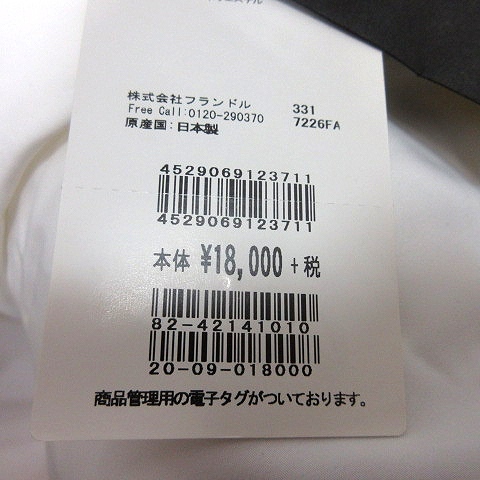 株式会社フランドル 331
Free Call:0120-290370 7226FA
原産国:日本製
4529069123711
4529069123711
本体 ¥18,000 +税
82-42141010
20-09-018000
商品管理用の電子タグがついております。